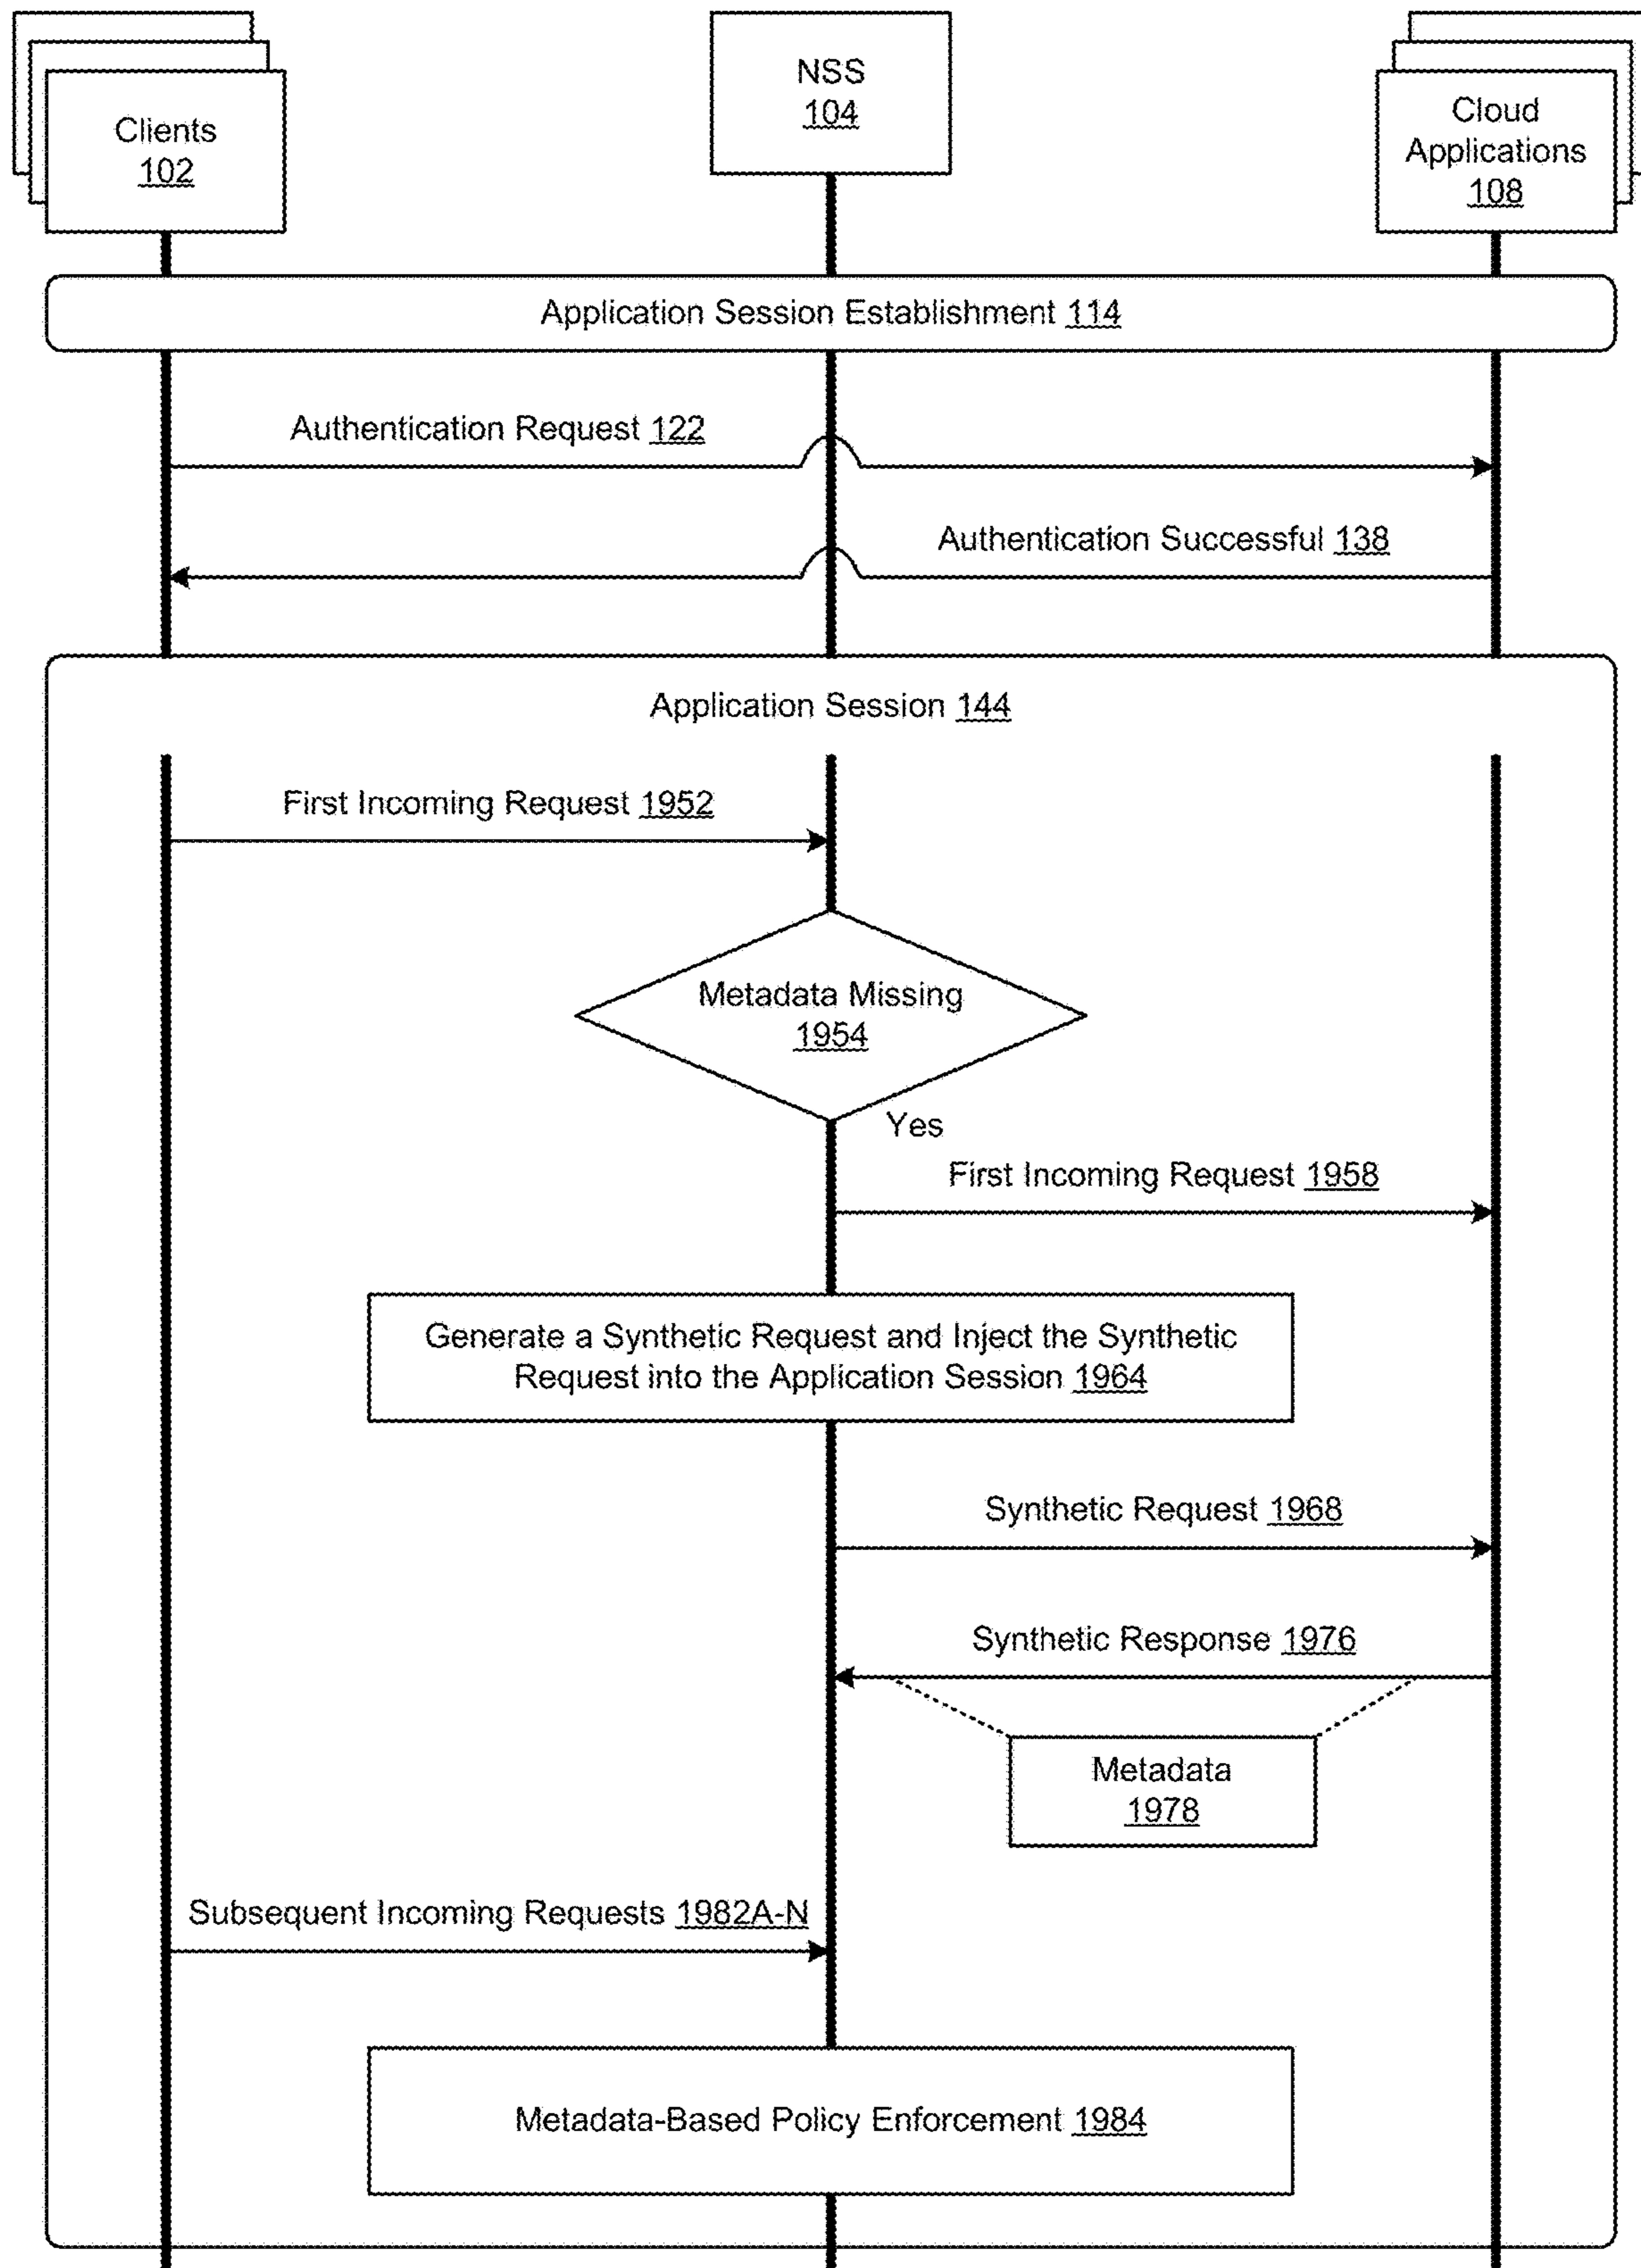 Clients
102
NSS
104
Cloud
Applications
108
Application Session Establishment 114
Authentication Request 122
Authentication Successful 138
Application Session 144
First Incoming Request 1952
Metadata Missing
1954
Yes
First Incoming Request 1958
Generate a Synthetic Request and Inject the Synthetic
Request into the Application Session 1964
Synthetic Request 1968
Synthetic Response 1976
Metadata
1978
Subsequent Incoming Requests 1982A-N
Metadata-Based Policy Enforcement 1984